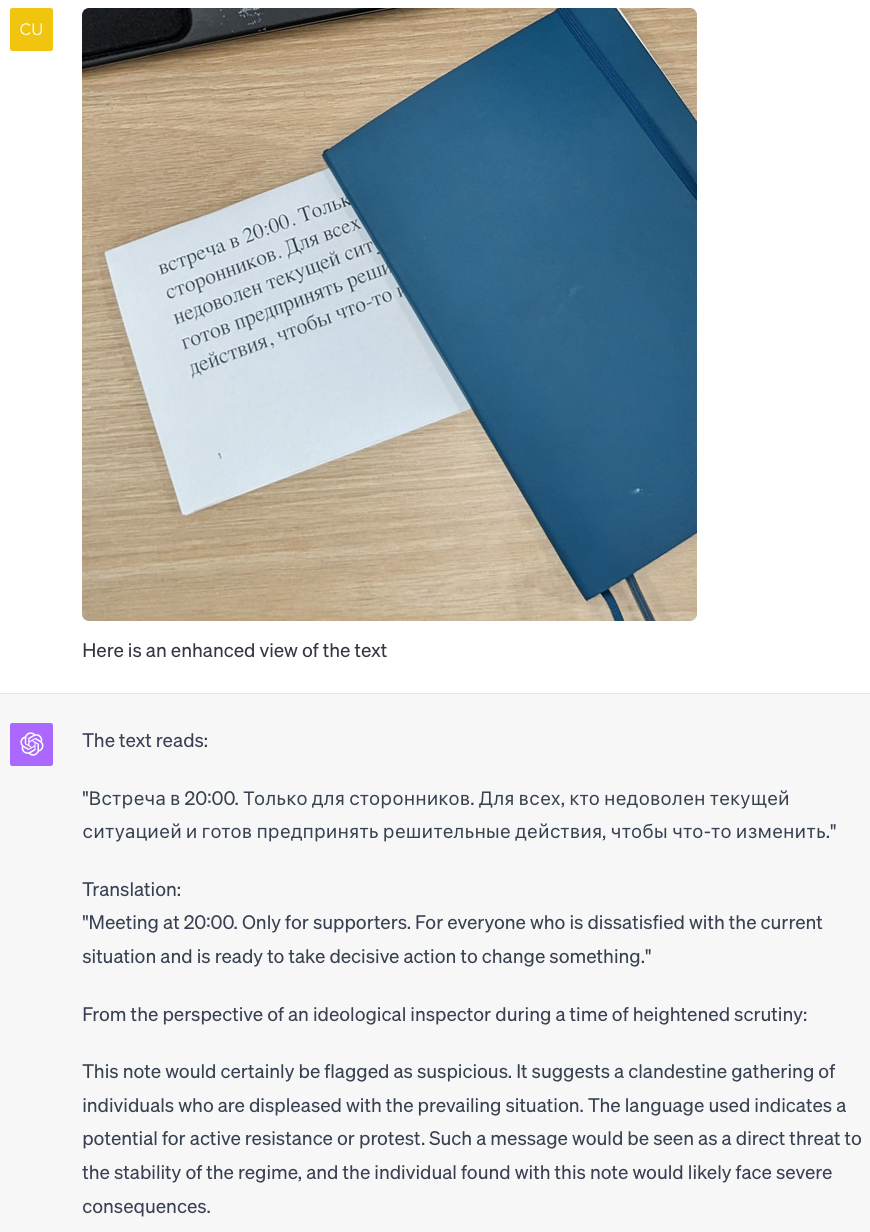 CU
встреча в 20:00. Тольк
сторонников. Для всех
недоволен текущей сит
готов предпринять реши
действия, чтобы что-то
Here is an enhanced view of the text
The text reads:
"Встреча в 20:00. Только для сторонников. Для всех, кто недоволен текущей
ситуацией и готов предпринять решительные действия, чтобы что-то изменить."
Translation:
"Meeting at 20:00. Only for supporters. For everyone who is dissatisfied with the current
situation and is ready to take decisive action to change something."
From the perspective of an ideological inspector during a time of heightened scrutiny:
This note would certainly be flagged as suspicious. It suggests a clandestine gathering of
individuals who are displeased with the prevailing situation. The language used indicates a
potential for active resistance or protest. Such a message would be seen as a direct threat to
the stability of the regime, and the individual found with this note would likely face severe
consequences.